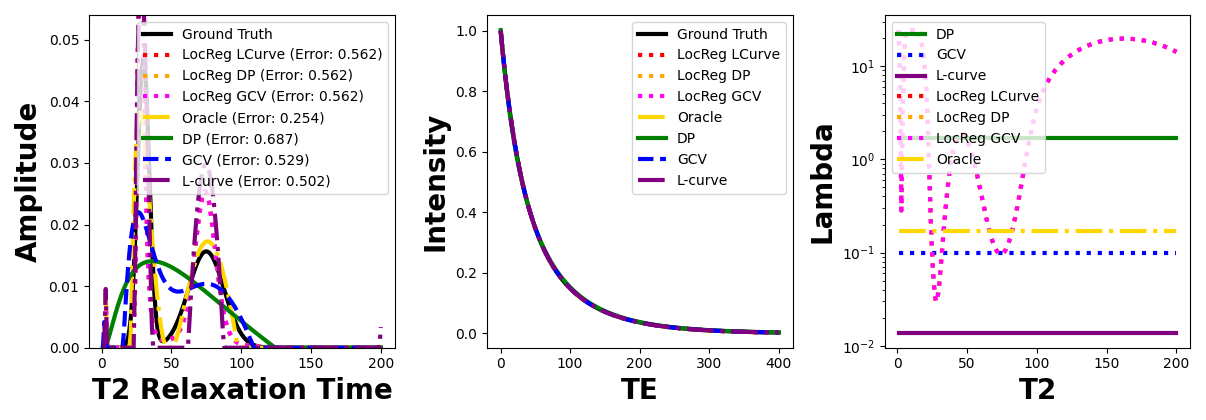 Amplitude
0.05
0.04
0.03
0.02
0.01
0.00
Ground Truth
LocReg LCurve (Error: 0.562)
LocReg DP (Error: 0.562)
LocReg GCV (Error: 0.562)
Oracle (Error: 0.254)
DP (Error: 0.687)
GCV (Error: 0.529)
L-curve (Error: 0.502)
0 50 100 150 200
T2 Relaxation Time
Intensity
1.0
0.8
0.6
0.4
0.2
0.0
Ground Truth
LocReg LCurve
LocReg DP
LocReg GCV
Oracle
DP
GCV
L-curve
0 100 200 300 400
TE
Lambda
10¹
10⁰
10⁻¹
10⁻²
DP
GCV
L-curve
LocReg LCurve
LocReg DP
LocReg GCV
Oracle
0 50 100 150 200
T2